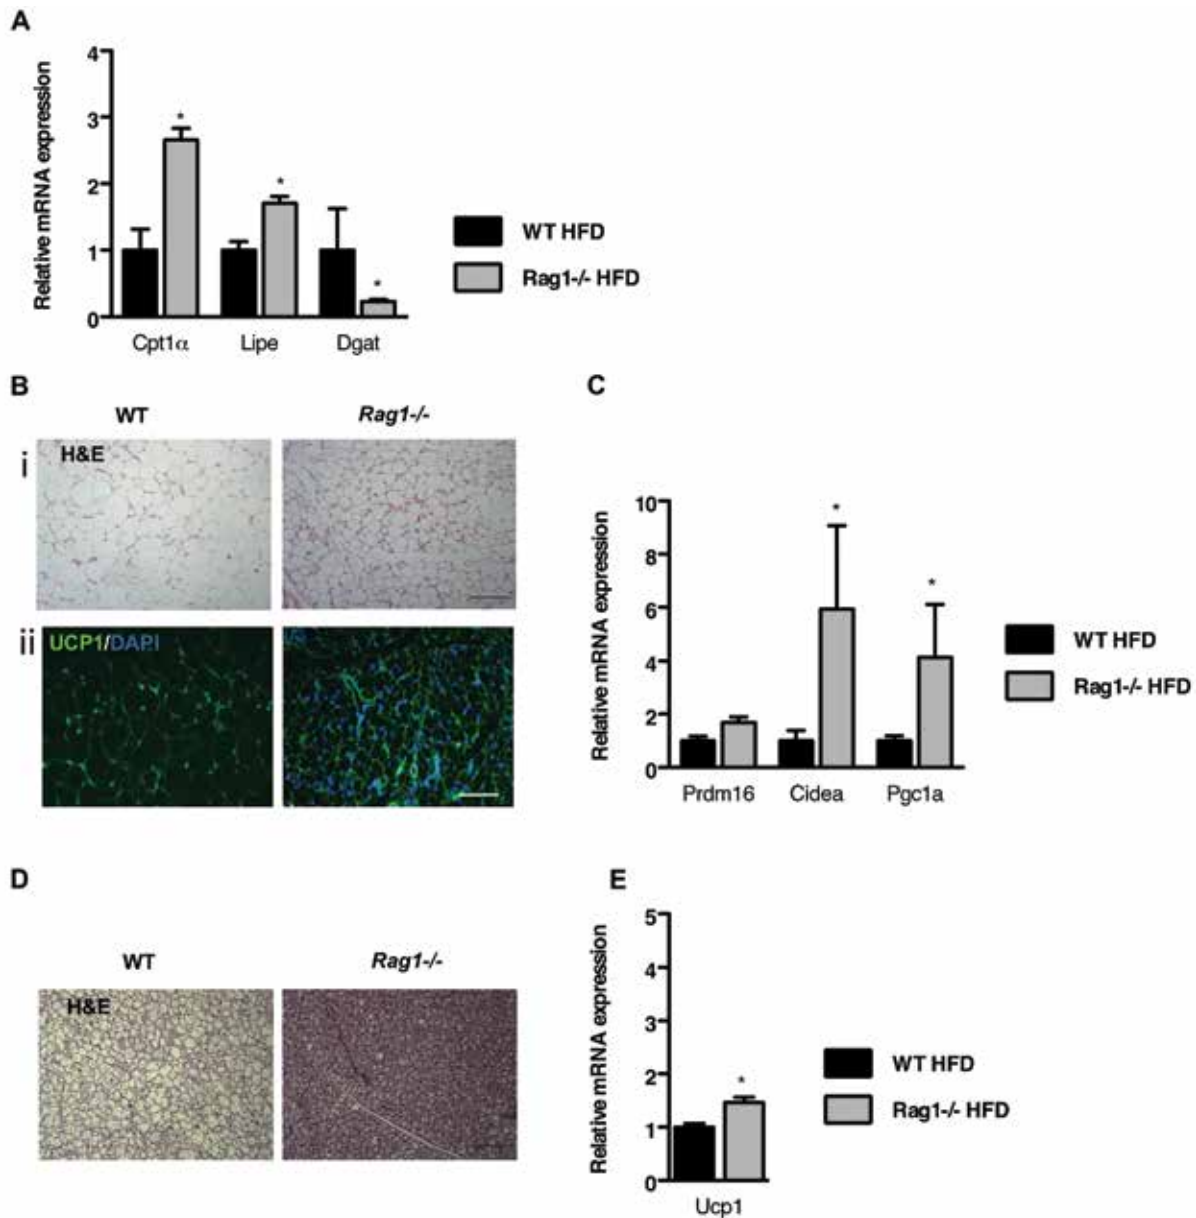 A
Relative mRNA expression
4
3
2
1
0
Cpt1α Lipe Dgat
WT HFD
Rag1-/- HFD
B
WT Rag1-/-
i
H&E
ii
UCP1/DAPI
C
Relative mRNA expression
10
8
6
4
2
0
Prdm16 Cidea Pgc1a
WT HFD
Rag1-/- HFD
D
WT Rag1-/-
H&E
E
Relative mRNA expression
5
4
3
2
1
0
Ucp1
WT HFD
Rag1-/- HFD